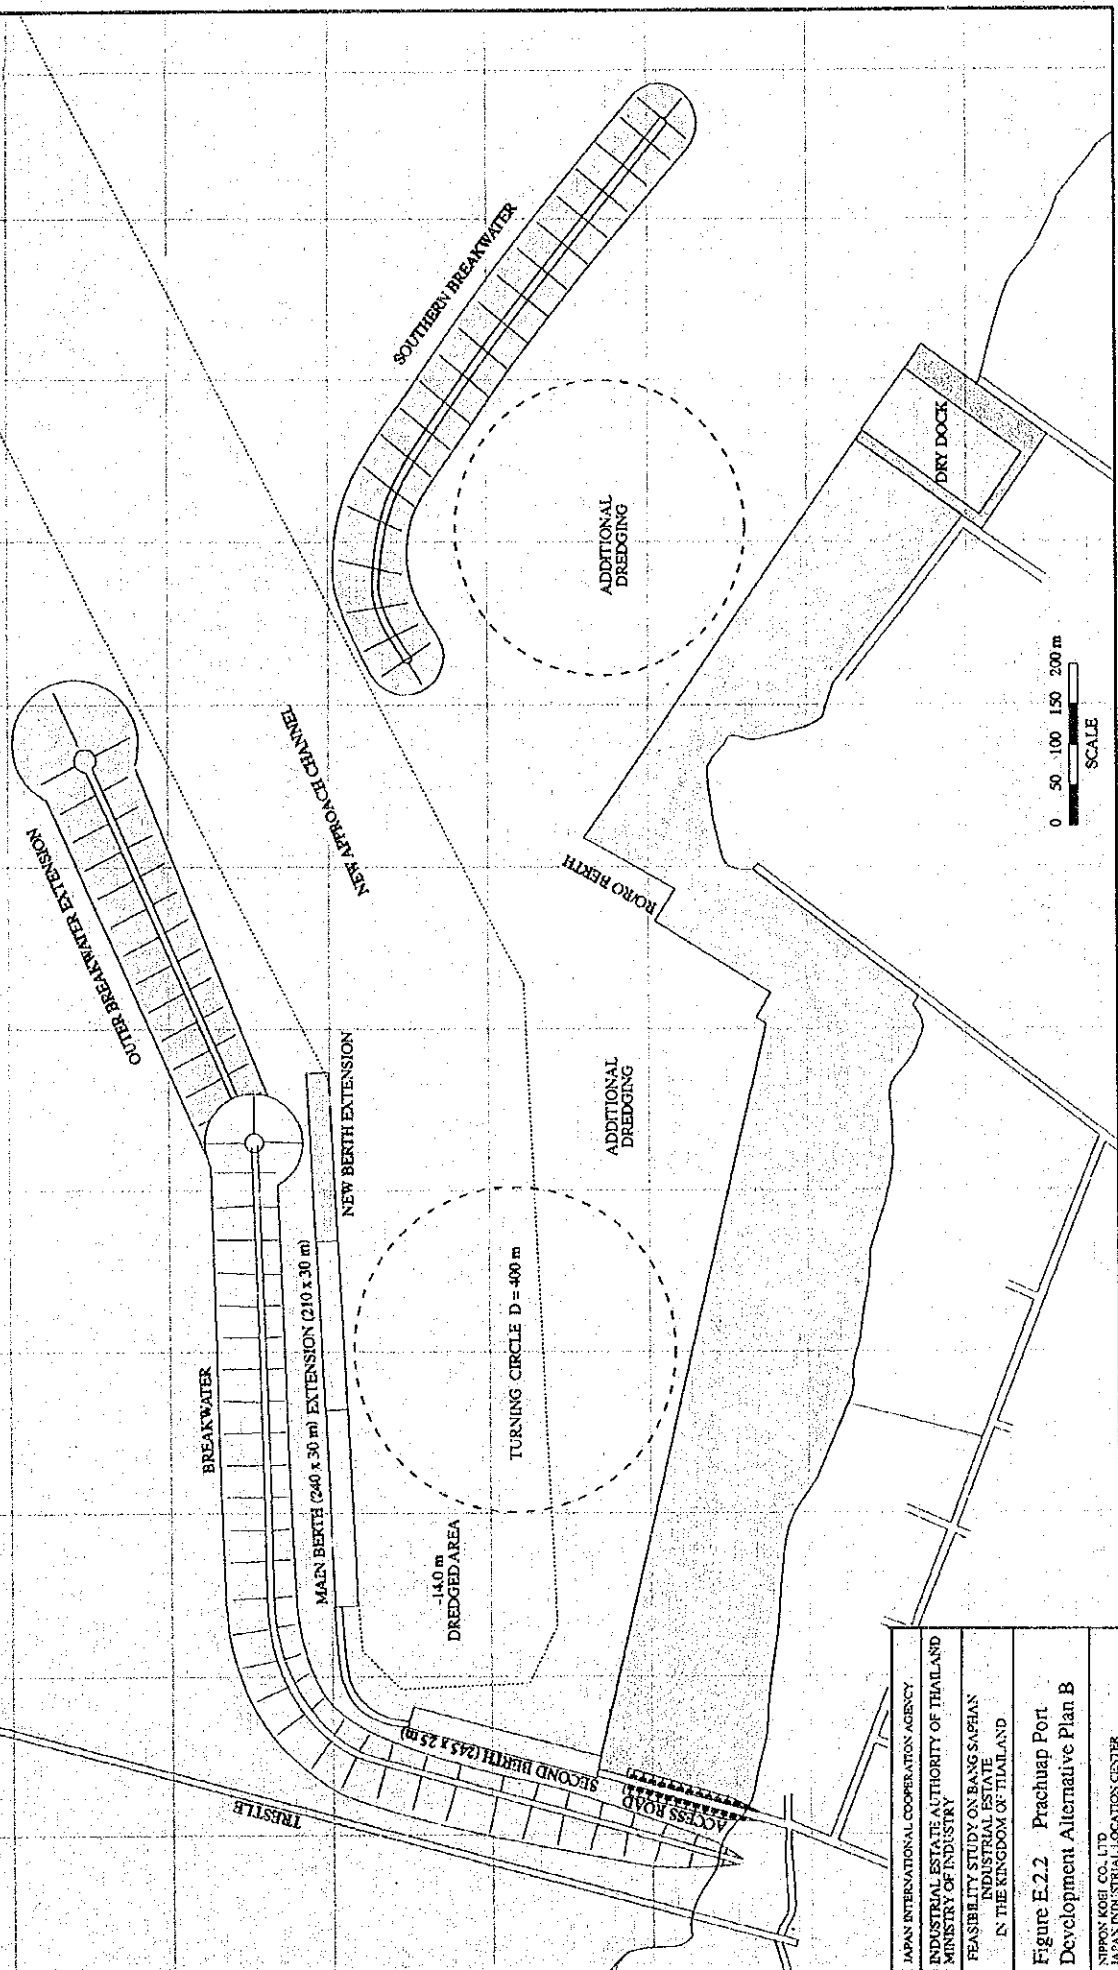 SOUTHERN BREAKWATER
DRY DOCK
ADDITIONAL
DREDGING
0 50 100 150 200 m
SCALE
NEW APPROACH CHANNEL
OUTER BREAKWATER EXTENSION
RO/RO BERTH
NEW BERTH EXTENSION
ADDITIONAL
DREDGING
BREAKWATER
MAIN BERTH (240 x 30 m) EXTENSION (210 x 30 m)
TURNING CIRCLE D = 400 m
-14.0 m
DREDGED AREA
SECOND BERTH (245 x 25 m)
ACCESS ROAD
TRESTLE
JAPAN INTERNATIONAL COOPERATION AGENCY
INDUSTRIAL ESTATE AUTHORITY OF THAILAND
MINISTRY OF INDUSTRY
FEASIBILITY STUDY ON BANG SAPHAN
INDUSTRIAL ESTATE
IN THE KINGDOM OF THAILAND
Figure E.2.2 Prachuap Port
Development Alternative Plan B
NIPPON KOEI CO., LTD
JAPAN INDUSTRIAL LOCATION CENTER